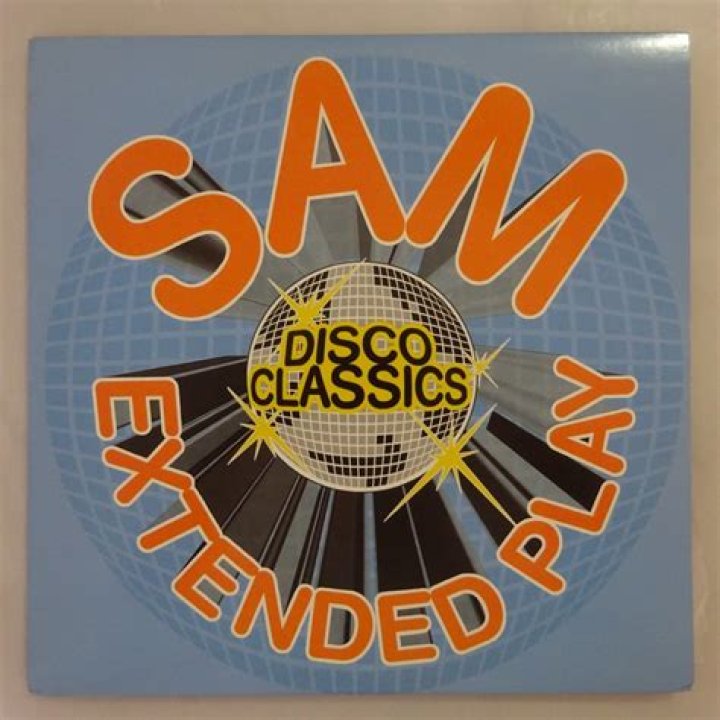 SAM
DISCO
CLASSICS
EXTENDED PLAY